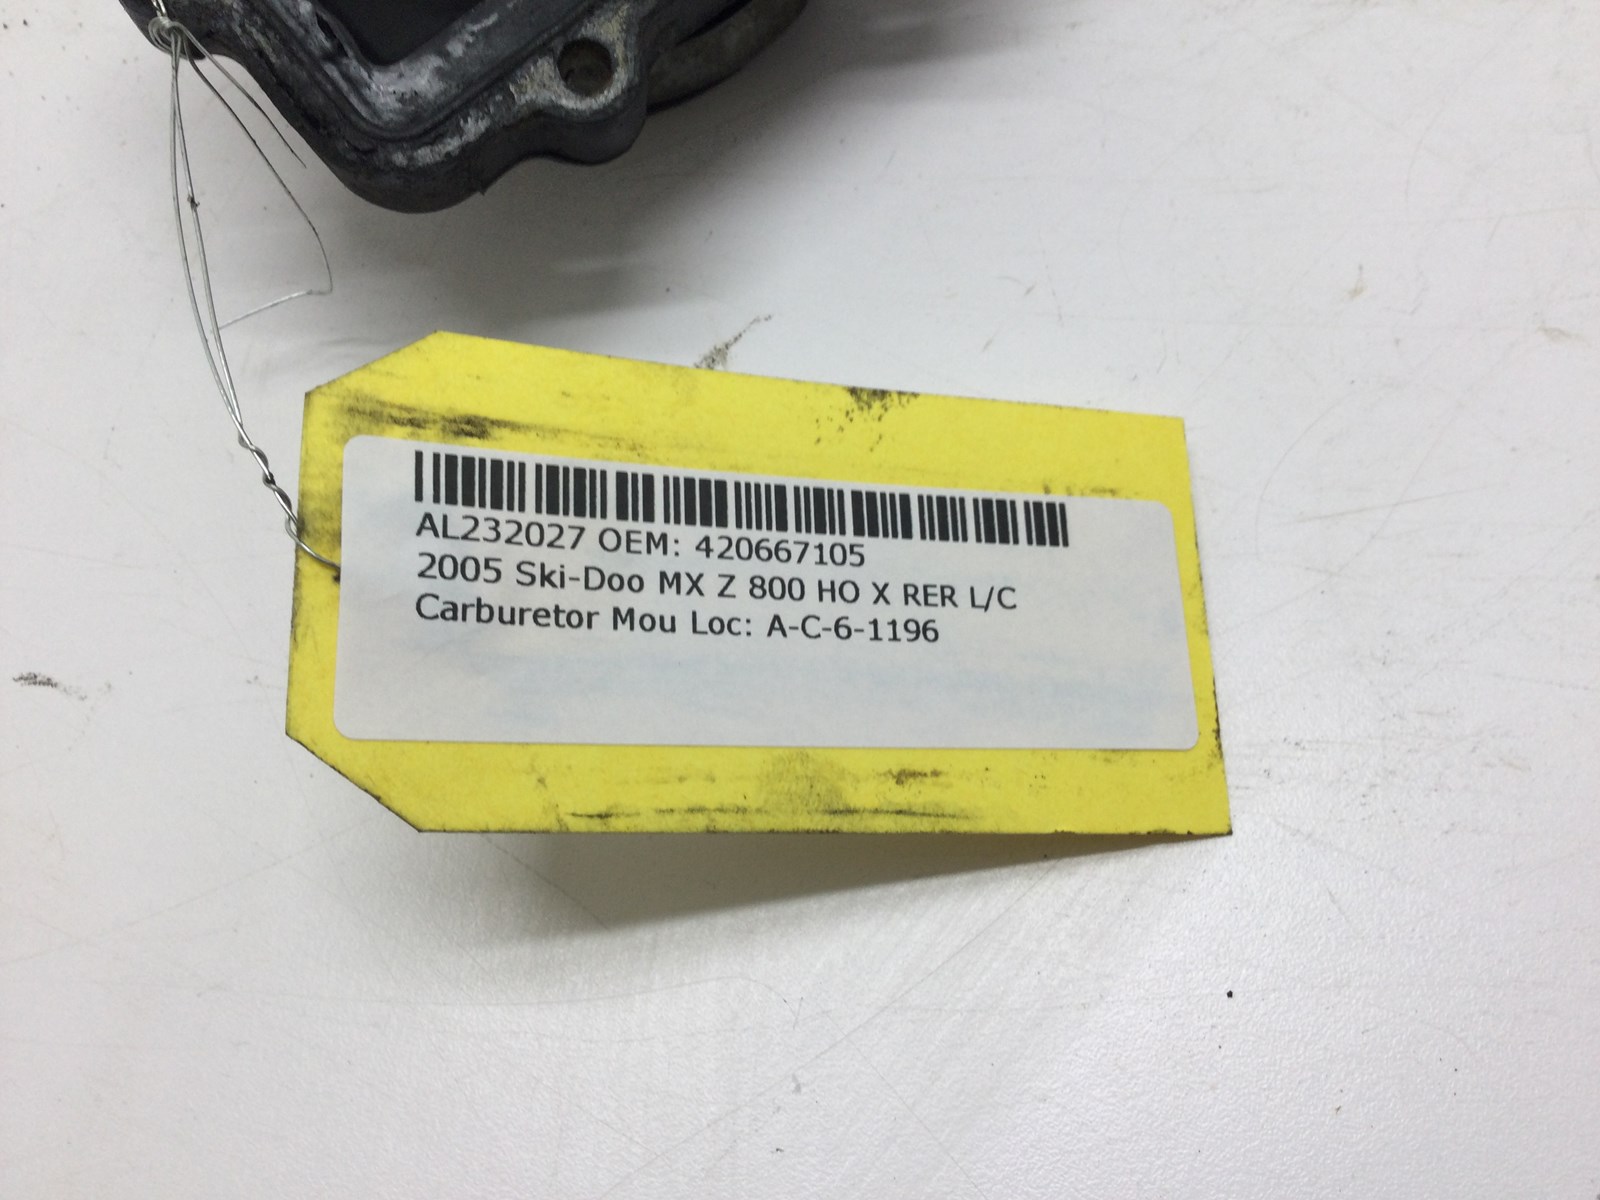 AL232027 OEM: 420667105
2005 Ski-Doo MX Z 800 HO X RER L/C
Carburetor Mou Loc: A-C-6-1196